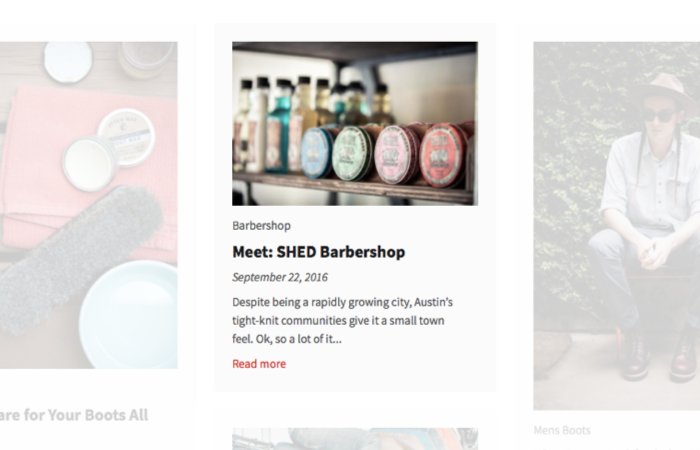 Barbershop
Meet: SHED Barbershop
September 22, 2016
Despite being a rapidly growing city, Austin’s
tight-knit communities give it a small town
feel. Ok, so a lot of it...
Read more
are for Your Boots All
Mens Boots